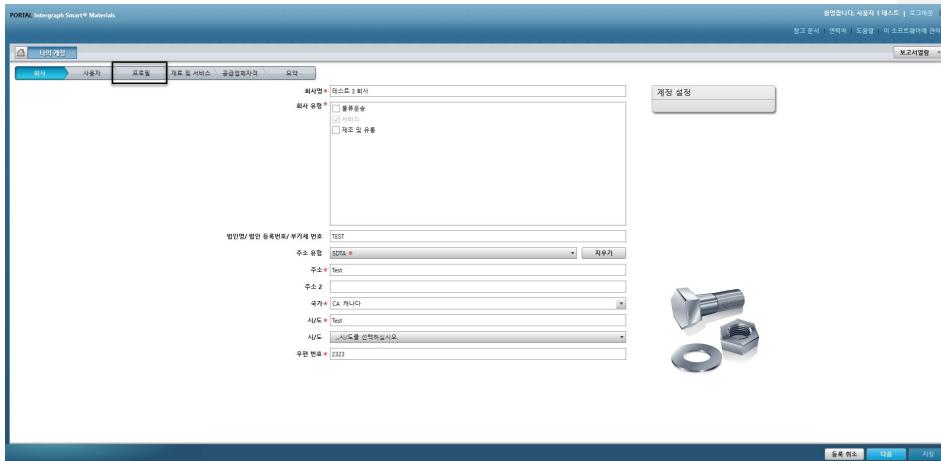 PORTAL Intergraph Smart® Materials
환영합니다, 사용자 1 테스트 | 로그아웃
참고 문서 | 연락처 | 도움말 | 이 소프트웨어에 관하
나의 계정
보고서열람
회사 사용자 프로필 재료 및 서비스 공급업체자격 요약
회사명* 테스트 3 회사
계정 설정
회사 유형*
물류운송
서비스
제조 및 유통
법인명/ 법인 등록번호/ 부가세 번호 TEST
주소 유형 SDTA * 지우기
주소* Test
주소 2
국가* CA 캐나다
시/도* Test
시/도 ...시/도를 선택하십시오.
우편 번호* 2323
등록 취소 다음 저장